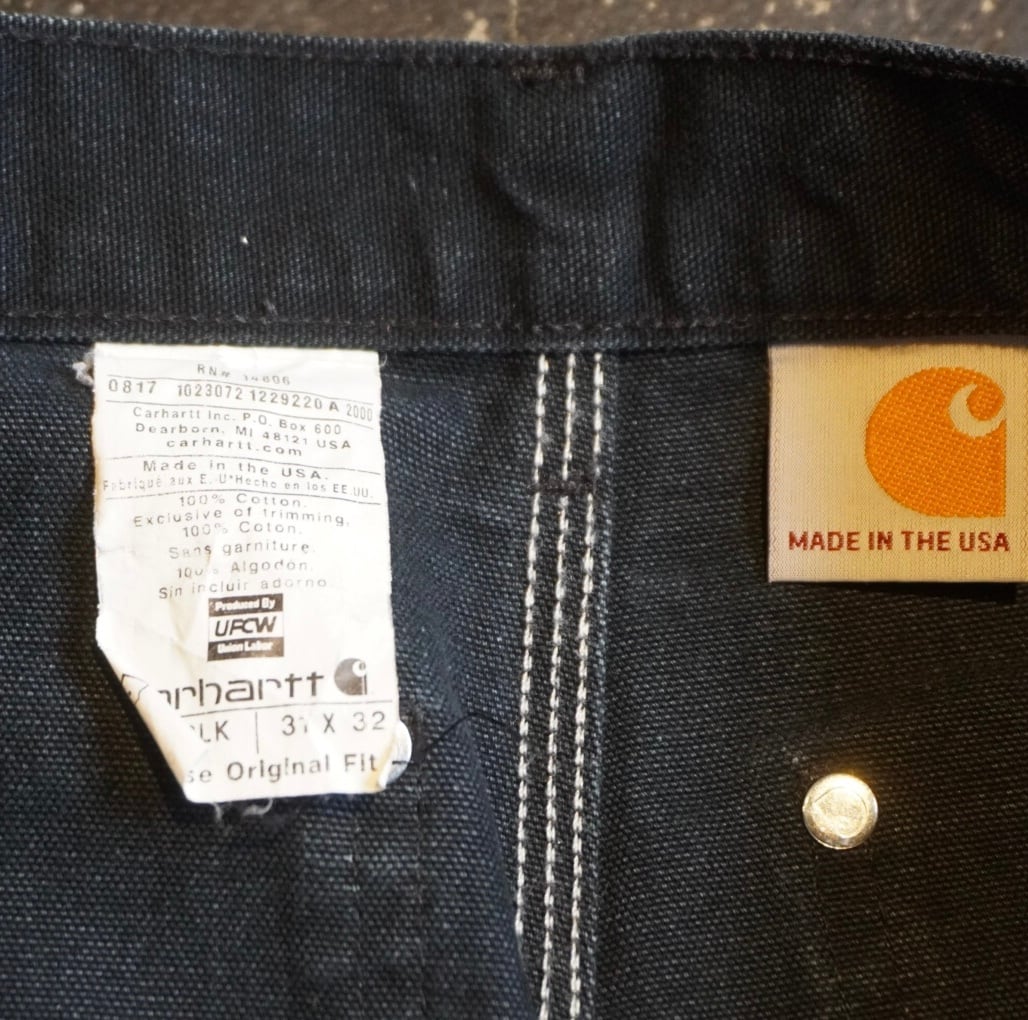 RN# 14806
0817 1023072 1229220 A 2000
Carhartt Inc. P.O. Box 600
Dearborn, MI 48121 USA
carhartt.com
Made in the USA.
Fabriqué aux E.-U*Hecho en los EE.UU.
100% Cotton.
Exclusive of trimming.
100% Coton.
Sans garniture.
100% Algodón.
Sin incluir adorno.
Produced By
UFCW
Union Labor
arhartt
LK 31 X 32
se Original Fit
MADE IN THE USA